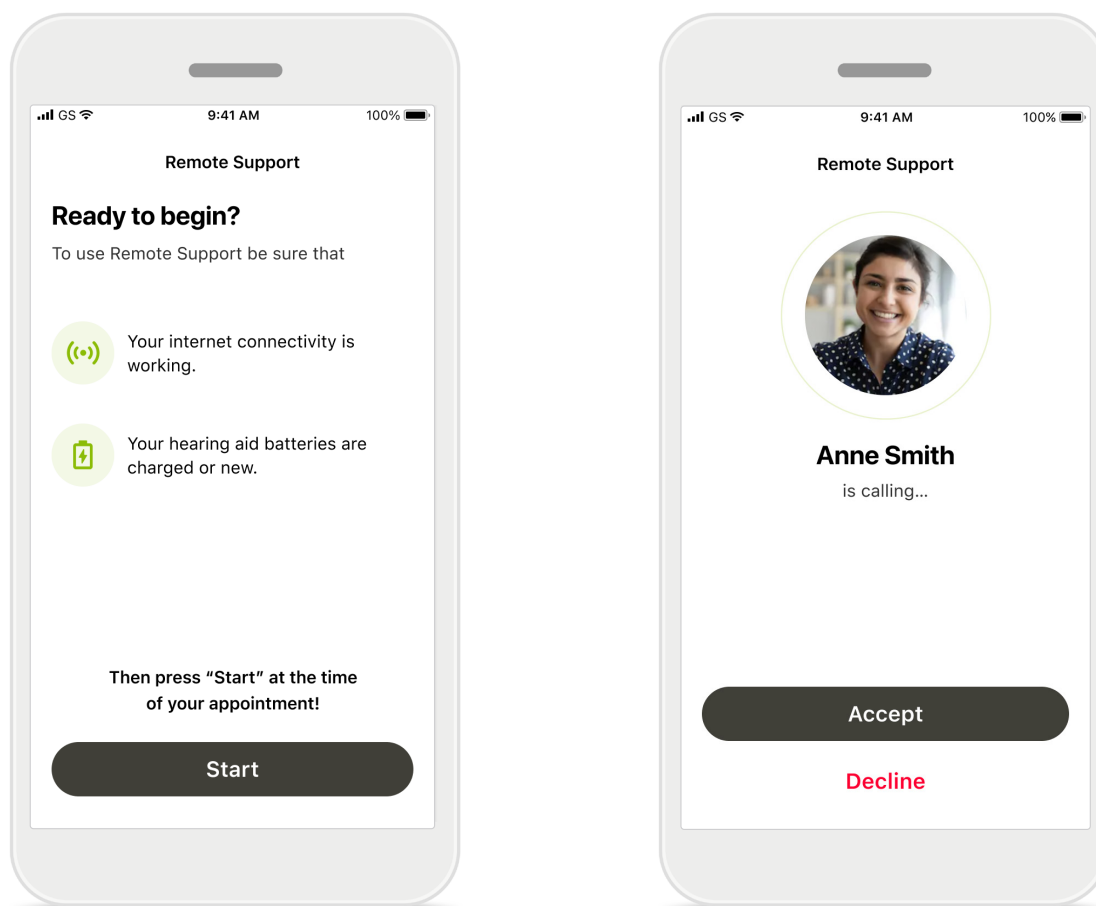 GS
9:41 AM
100%
Remote Support
Ready to begin?
To use Remote Support be sure that
Your internet connectivity is
working.
Your hearing aid batteries are
charged or new.
Then press “Start” at the time
of your appointment!
Start
GS
9:41 AM
100%
Remote Support
Anne Smith
is calling...
Accept
Decline